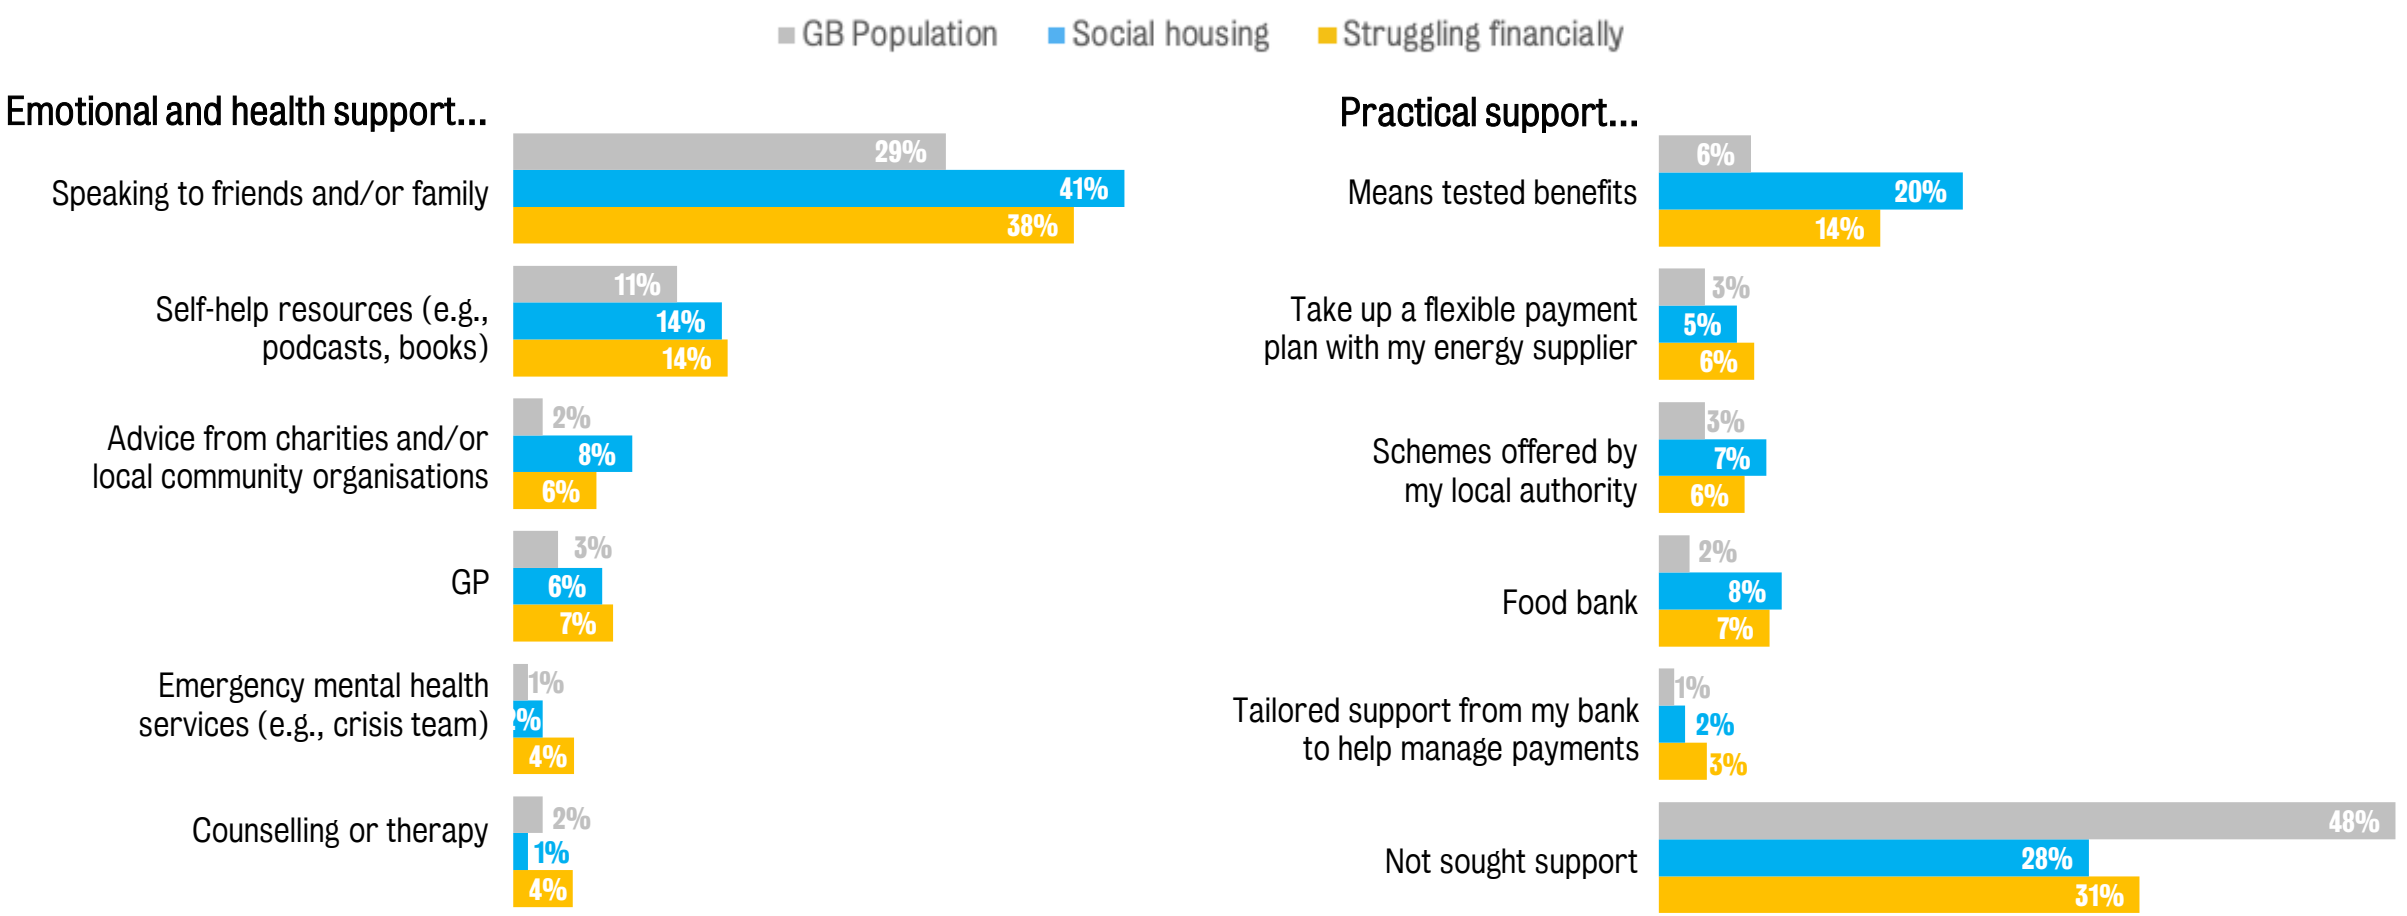 GB Population Social housing Struggling financially
Emotional and health support...
29%
Speaking to friends and/or family
41%
38%
11%
Self-help resources (e.g.,
podcasts, books)
14%
14%
2%
Advice from charities and/or
local community organisations
8%
6%
3%
GP
6%
7%
1%
Emergency mental health
services (e.g., crisis team)
2%
4%
2%
Counselling or therapy
1%
4%
Practical support...
6%
Means tested benefits
20%
14%
3%
Take up a flexible payment
plan with my energy supplier
5%
6%
3%
Schemes offered by
my local authority
7%
6%
2%
Food bank
8%
7%
1%
Tailored support from my bank
to help manage payments
2%
3%
48%
Not sought support
28%
31%